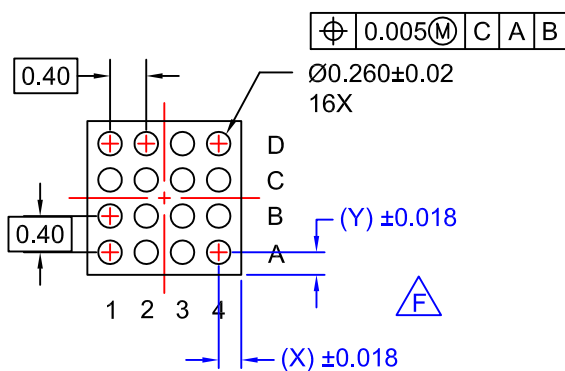 ⌖ 0.005Ⓜ C A B
0.40
Ø0.260±0.02
16X
D
C
B
A
0.40
(Y) ±0.018
F
1 2 3 4
(X) ±0.018